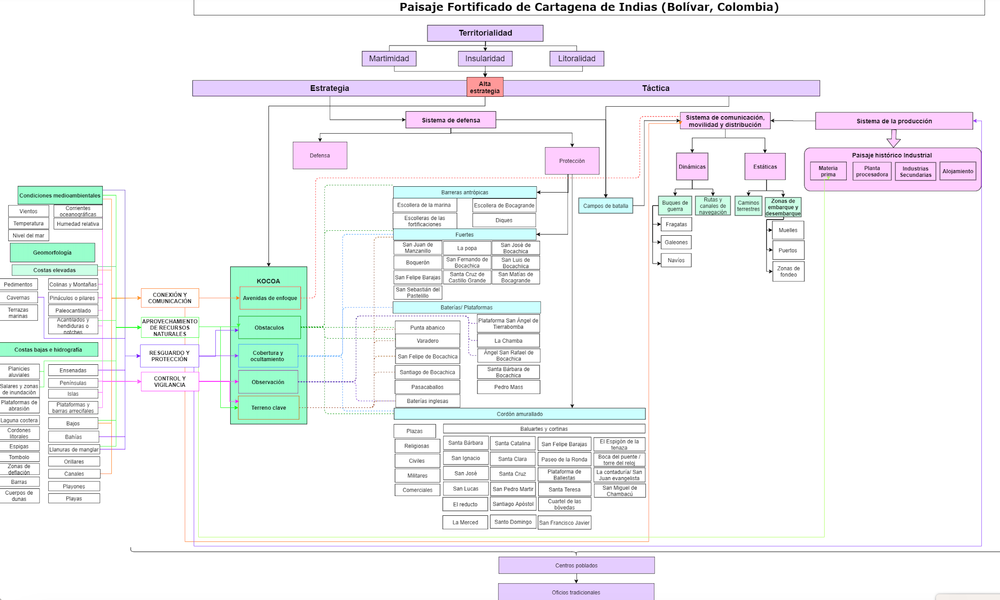 Paisaje Fortificado de Cartagena de Indias (Bolívar, Colombia)
Territorialidad
Martimidad
Insularidad
Litoralidad
Estrategia
Alta
estrategia
Táctica
Sistema de defensa
Sistema de comunicación,
movilidad y distribución
Sistema de la producción
Defensa
Protección
Dinámicas
Estáticas
Paisaje histórico Industrial
Materia
prima
Planta
procesadora
Industrias
Secundarias
Alojamiento
Campos de batalla
Buques de
guerra
Rutas y
canales de
navegación
Caminos
terrestres
Zonas de
embarque y
desembarque
Fragatas
Galeones
Navíos
Muelles
Puertos
Zonas de
fondeo
Condiciones medioambientales
Vientos
Corrientes
oceanográficas
Temperatura
Humedad relativa
Nivel del mar
Geomorfología
Costas elevadas
Pedimentos
Colinas y Montañas
Cavernas
Pináculos o pilares
Terrazas
marinas
Paleocantilado
Acantilados y
hendiduras o
notches
Costas bajas e hidrografía
Planicies
aluviales
Ensenadas
Salares y zonas
de inundación
Penínsulas
Islas
Plataformas de
abrasión
Plataformas y
barras arrecifales
Laguna costera
Bajos
Cordones
litorales
Bahías
Espigas
Llanuras de manglar
Tombolo
Orillares
Zonas de
deflación
Canales
Barras
Playones
Cuerpos de
dunas
Playas
CONEXIÓN Y
COMUNICACIÓN
APROVECHAMIENTO
DE RECURSOS
NATURALES
RESGUARDO Y
PROTECCIÓN
CONTROL Y
VIGILANCIA
KOCOA
Avenidas de enfoque
Obstaculos
Cobertura y
ocultamiento
Observación
Terreno clave
Barreras antrópicas
Escollera de la marina
Escollera de Bocagrande
Escolleras de las
fortificaciones
Diques
Fuertes
San Juan de
Manzanillo
La popa
San José de
Bocachica
Boquerón
San Fernando de
Bocachica
San Luis de
Bocachiica
San Felipe Barajas
Santa Cruz de
Castillo Grande
San Matías de
Bocagrande
San Sebastián del
Pastelillo
Baterías/ Plataformas
Punta abanico
Plataforma San Ángel de
Tierrabomba
Varadero
La Chamba
San Felipe de Bocachica
Ángel San Rafael de
Bocachica
Santiago de Bocachica
Santa Bárbara de
Bocachica
Pasacaballos
Pedro Mass
Baterías inglesas
Cordón amurallado
Plazas
Baluartes y cortinas
Religiosas
Civiles
Militares
Comerciales
Santa Bárbara
Santa Catalina
San Felipe Barajas
El Espigón de la
tenaza
San Ignacio
Santa Clara
Paseo de la Ronda
Boca del puente /
torre del reloj
San José
Santa Cruz
Plataforma de
Ballestas
La contaduría/ San
Juan evangelista
San Lucas
San Pedro Martir
Santa Teresa
San Miguel de
Chambacú
El reducto
Santiago Apóstol
Cuartel de las
bóvedas
La Merced
Santo Domingo
San Francisco Javier
Centros poblados
Oficios tradicionales